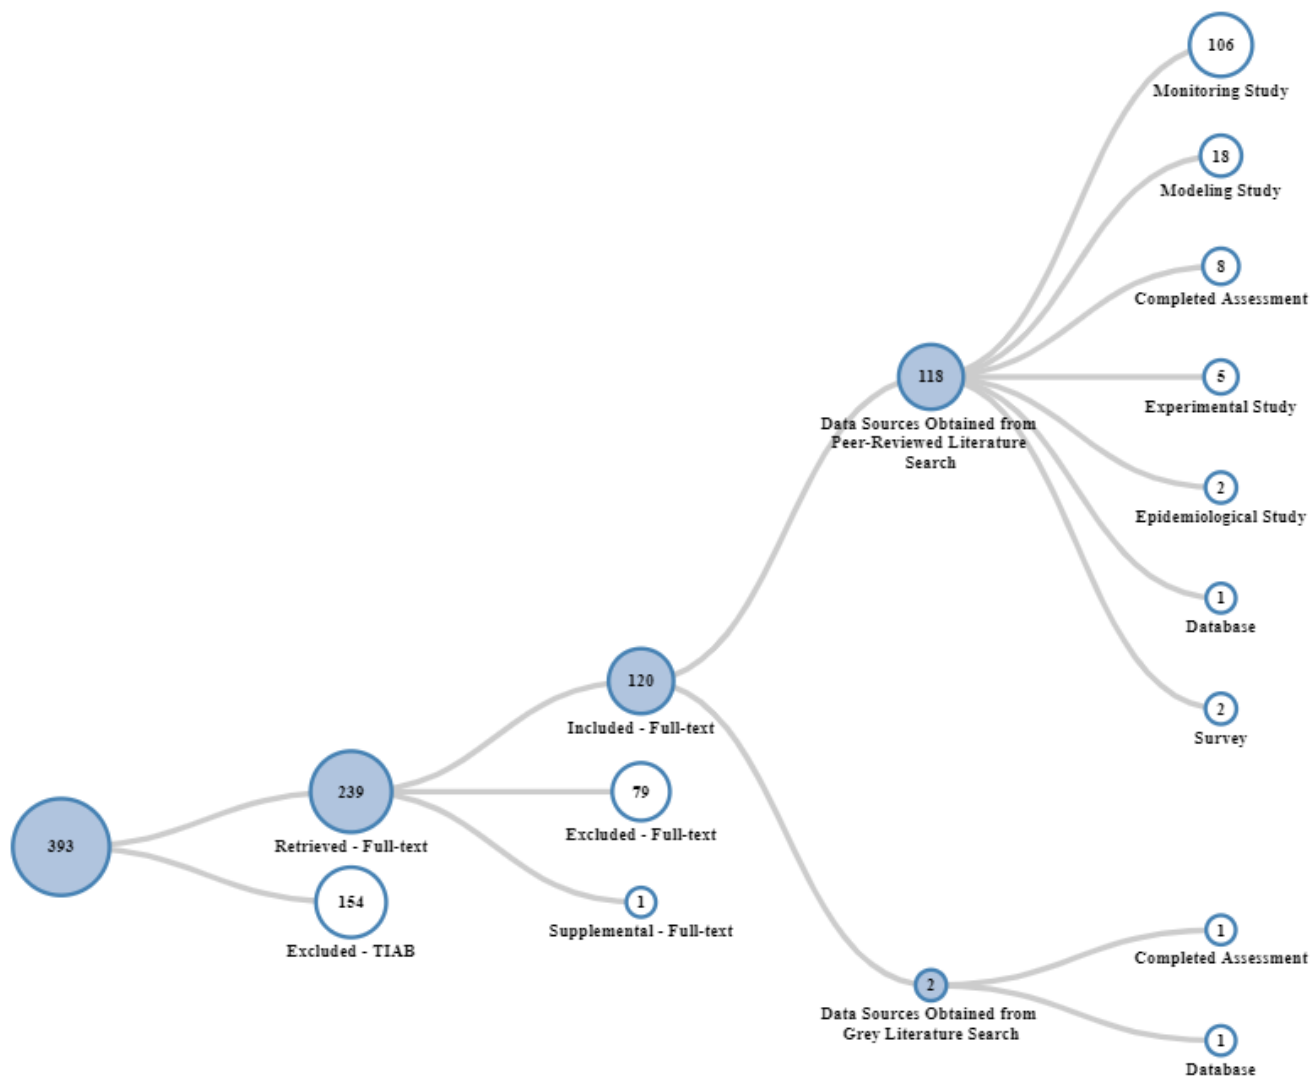 106
Monitoring Study
18
Modeling Study
8
Completed Assessment
118
Data Sources Obtained from
Peer-Reviewed Literature
Search
5
Experimental Study
2
Epidemiological Study
1
Database
2
Survey
120
Included - Full-text
239
Retrieved - Full-text
79
Excluded - Full-text
393
154
Excluded - TIAB
1
Supplemental - Full-text
2
Data Sources Obtained from
Grey Literature Search
1
Completed Assessment
1
Database